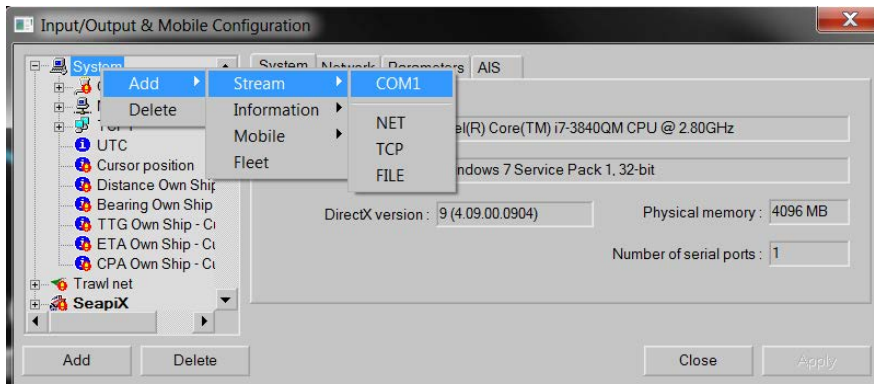 Input/Output & Mobile Configuration
System
System Network Parameters AIS
Add
Stream
COM1
Delete
Information
NET
Mobile
TCP
Fleet
FILE
UTC
Cursor position
Distance Own Ship
Bearing Own Ship
TTG Own Ship - Cu
ETA Own Ship - Cu
CPA Own Ship - Cu
Trawl net
SeapiX
el(R) Core(TM) i7-3840QM CPU @ 2.80GHz
ndows 7 Service Pack 1, 32-bit
DirectX version : 9 (4.09.00.0904)
Physical memory : 4096 MB
Number of serial ports : 1
Add Delete Close Apply